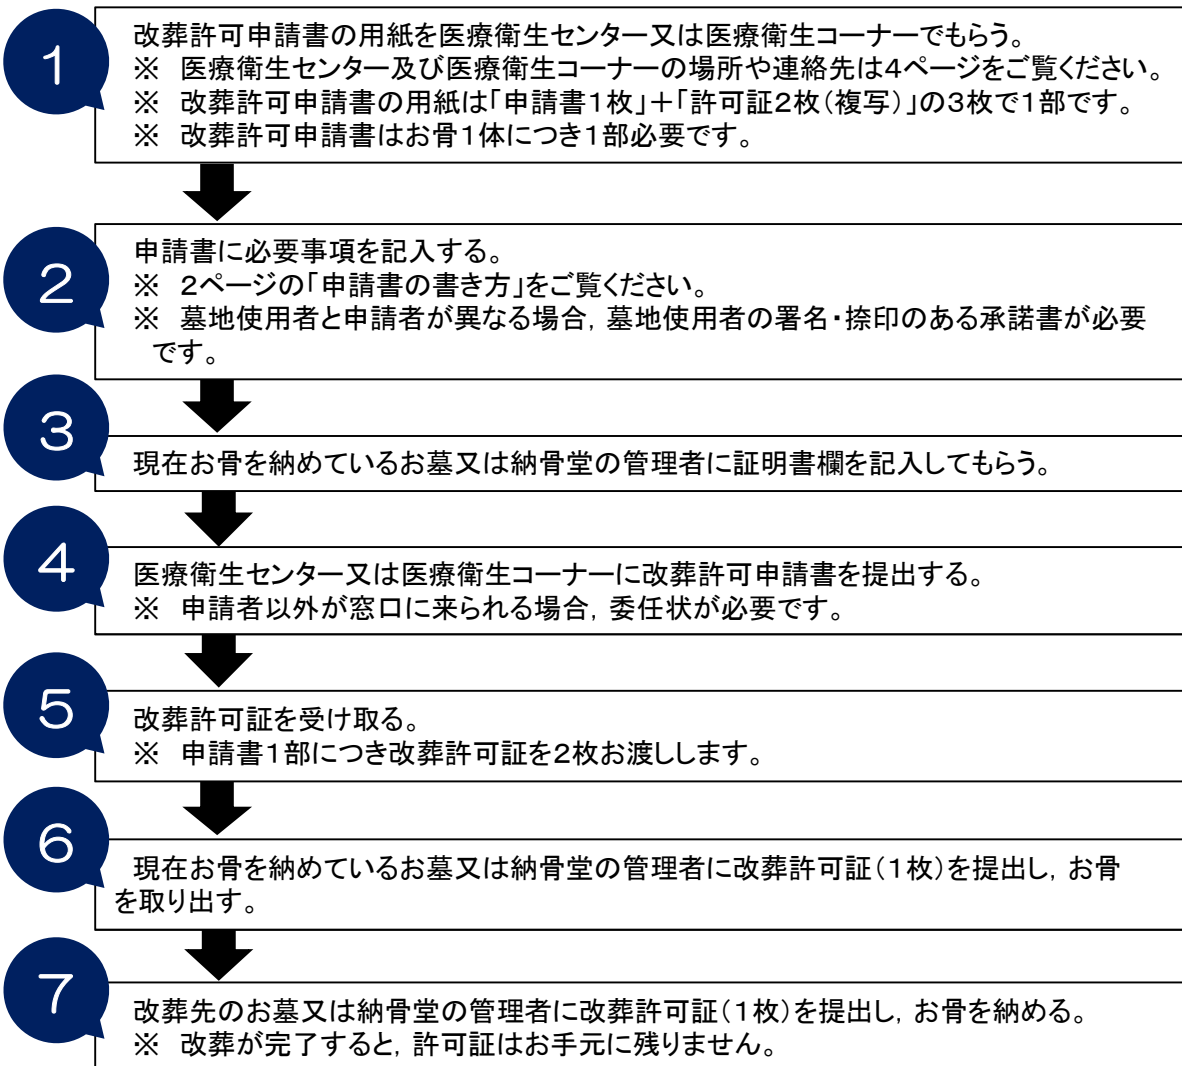 1
改葬許可申請書の用紙を医療衛生センター又は医療衛生コーナーでもらう。
※ 医療衛生センター及び医療衛生コーナーの場所や連絡先は4ページをご覧ください。
※ 改葬許可申請書の用紙は「申請書1枚」+「許可証2枚(複写)」の3枚で1部です。
※ 改葬許可申請書はお骨1体につき1部必要です。
2
申請書に必要事項を記入する。
※ 2ページの「申請書の書き方」をご覧ください。
※ 墓地使用者と申請者が異なる場合，墓地使用者の署名・捺印のある承諾書が必要
です。
3
現在お骨を納めているお墓又は納骨堂の管理者に証明書欄を記入してもらう。
4
医療衛生センター又は医療衛生コーナーに改葬許可申請書を提出する。
※ 申請者以外が窓口に来られる場合，委任状が必要です。
5
改葬許可証を受け取る。
※ 申請書1部につき改葬許可証を2枚お渡しします。
6
現在お骨を納めているお墓又は納骨堂の管理者に改葬許可証(1枚)を提出し，お骨
を取り出す。
7
改葬先のお墓又は納骨堂の管理者に改葬許可証(1枚)を提出し，お骨を納める。
※ 改葬が完了すると，許可証はお手元に残りません。